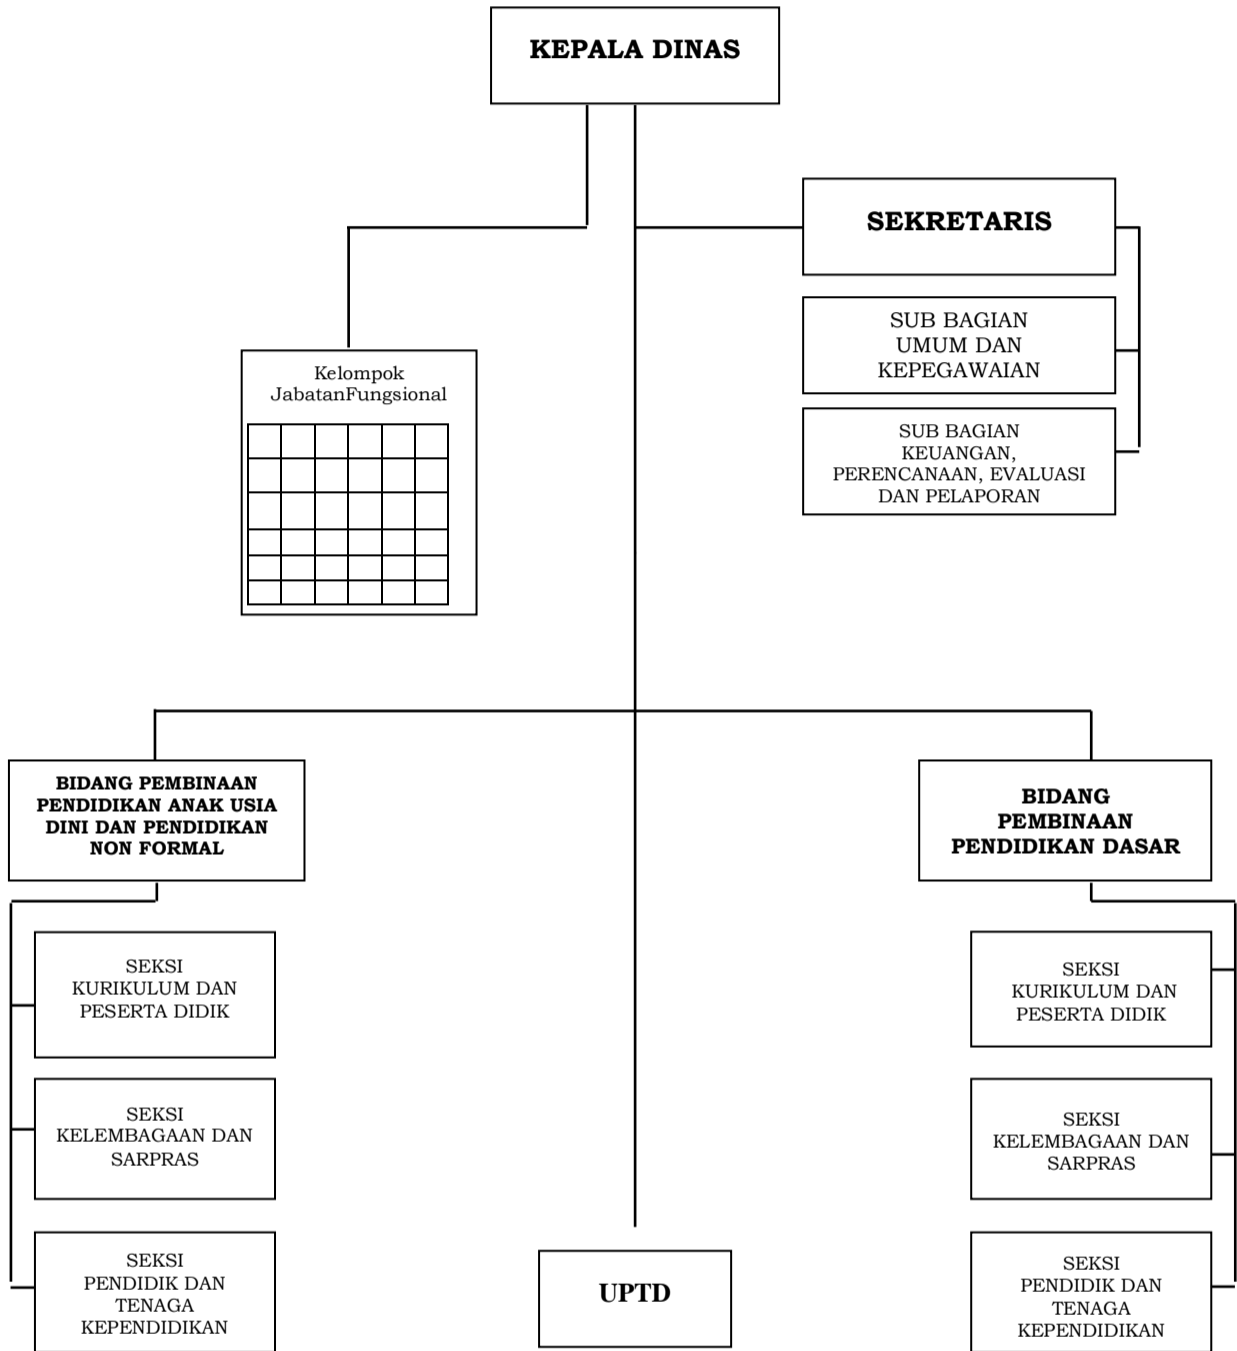 KEPALA DINAS
SEKRETARIS
SUB BAGIAN
UMUM DAN
KEPEGAWAIAN
SUB BAGIAN
KEUANGAN,
PERENCANAAN, EVALUASI
DAN PELAPORAN
Kelompok
JabatanFungsional
BIDANG PEMBINAAN
PENDIDIKAN ANAK USIA
DINI DAN PENDIDIKAN
NON FORMAL
SEKSI
KURIKULUM DAN
PESERTA DIDIK
SEKSI
KELEMBAGAAN DAN
SARPRAS
SEKSI
PENDIDIK DAN
TENAGA
KEPENDIDIKAN
UPTD
BIDANG
PEMBINAAN
PENDIDIKAN DASAR
SEKSI
KURIKULUM DAN
PESERTA DIDIK
SEKSI
KELEMBAGAAN DAN
SARPRAS
SEKSI
PENDIDIK DAN
TENAGA
KEPENDIDIKAN